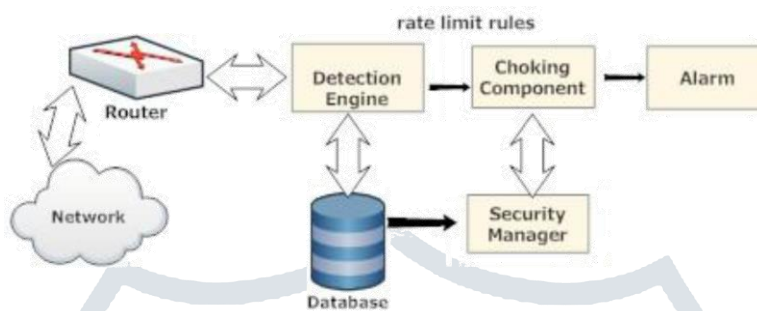 rate limit rules
Router
Detection
Engine
Choking
Component
Alarm
Network
Database
Security
Manager